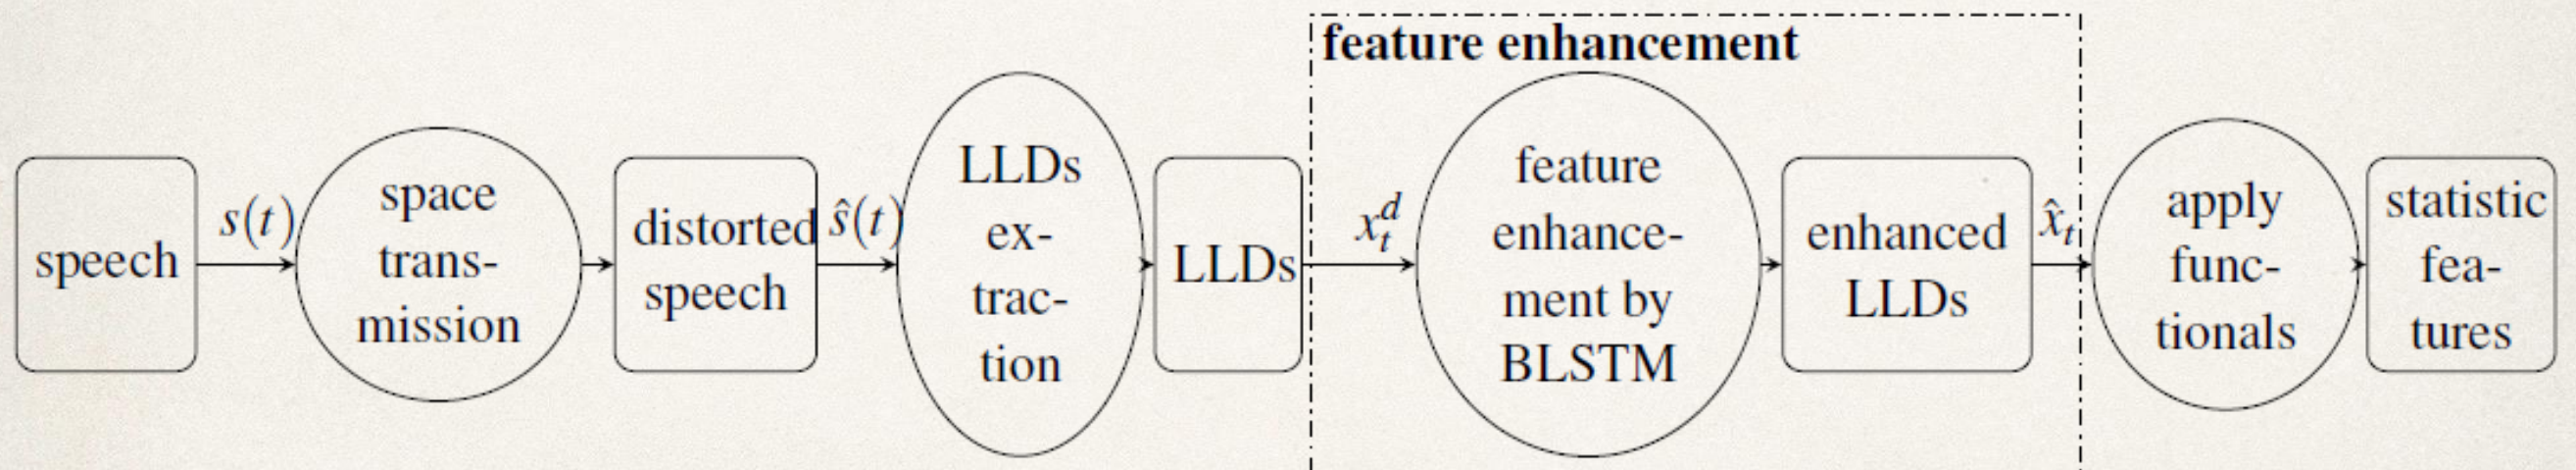 feature enhancement
speech
s(t)
space
trans-
mission
distorted
speech
ŝ(t)
LLDs
ex-
trac-
tion
LLDs
x_t^d
feature
enhance-
ment by
BLSTM
enhanced
LLDs
x̂_t
apply
func-
tionals
statistic
fea-
tures